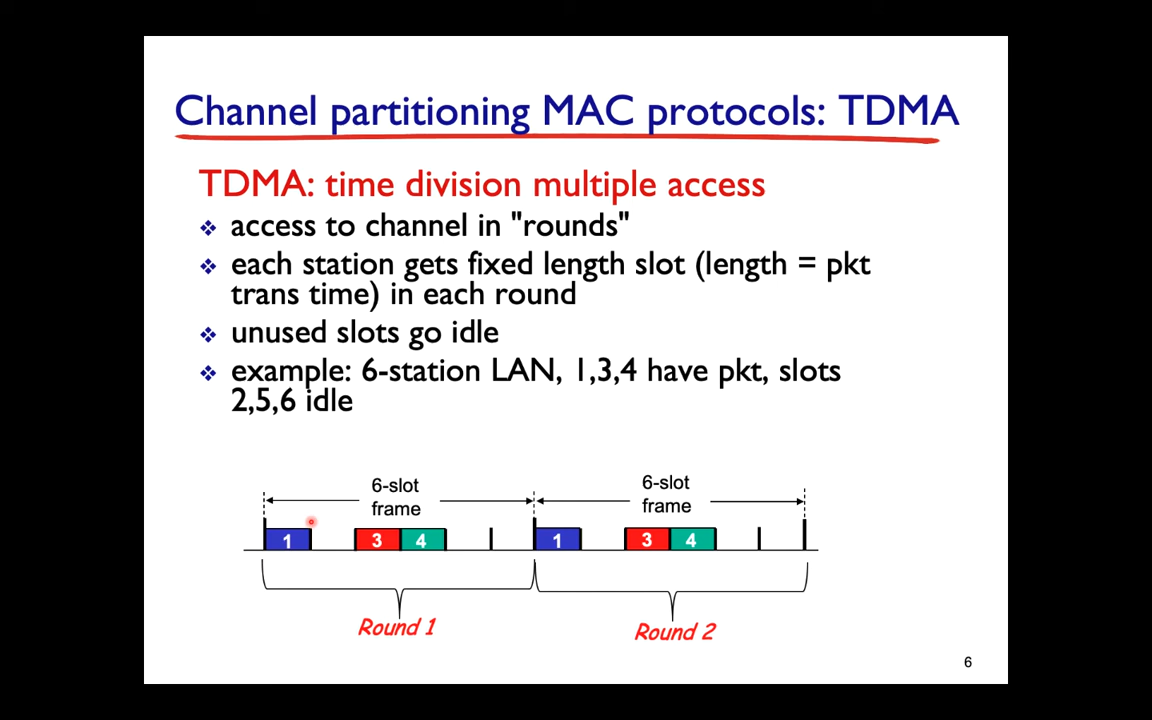 Channel partitioning MAC protocols: TDMA
TDMA: time division multiple access
❖ access to channel in "rounds"
❖ each station gets fixed length slot (length = pkt
trans time) in each round
❖ unused slots go idle
❖ example: 6-station LAN, 1,3,4 have pkt, slots
2,5,6 idle
6-slot
frame
6-slot
frame
1 3 4 1 3 4
Round 1
Round 2
6